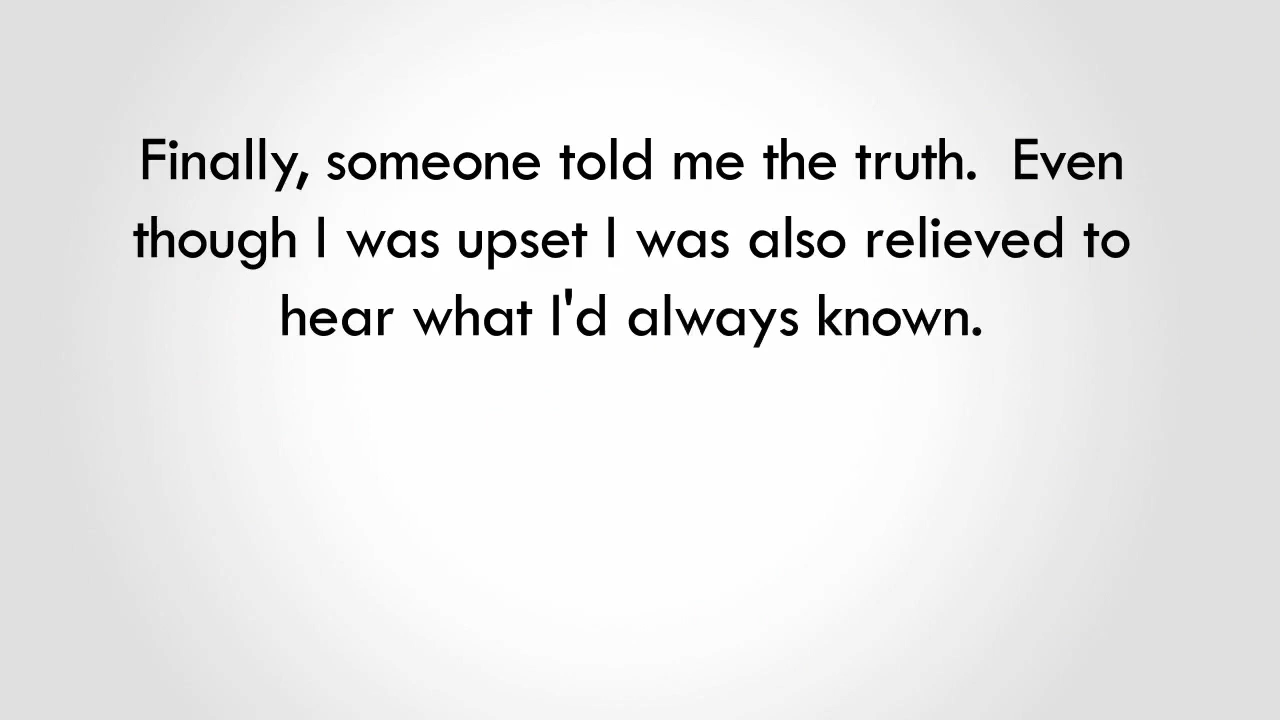 Finally, someone told me the truth.  Even
though I was upset I was also relieved to
hear what I'd always known.